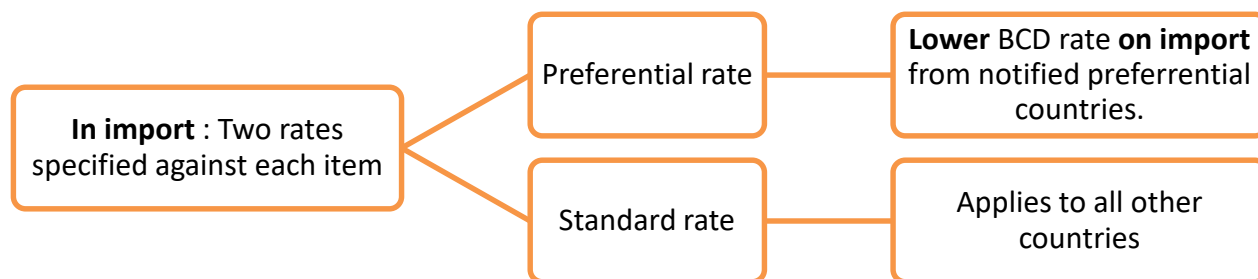 In import : Two rates
specified against each item
Preferential rate
Lower BCD rate on import
from notified preferrential
countries.
Standard rate
Applies to all other
countries